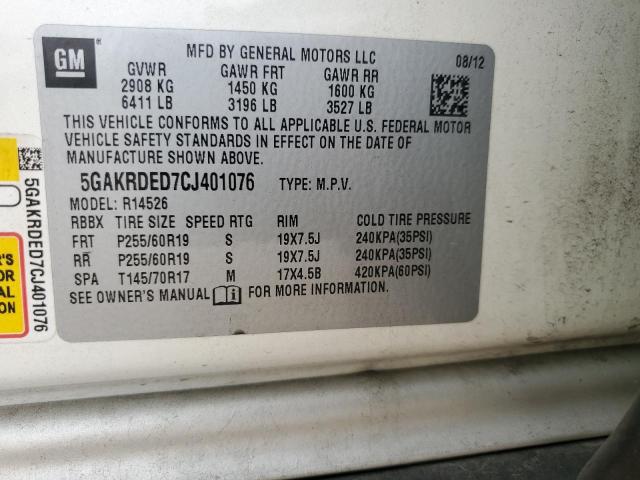 GM
MFD BY GENERAL MOTORS LLC
08/12
GVWR GAWR FRT GAWR RR
2908 KG 1450 KG 1600 KG
6411 LB 3196 LB 3527 LB
THIS VEHICLE CONFORMS TO ALL APPLICABLE U.S. FEDERAL MOTOR
VEHICLE SAFETY STANDARDS IN EFFECT ON THE DATE OF
MANUFACTURE SHOWN ABOVE.
5GAKRDED7CJ401076 TYPE: M.P.V.
MODEL: R14526
RBBX TIRE SIZE SPEED RTG RIM COLD TIRE PRESSURE
FRT P255/60R19 S 19X7.5J 240KPA(35PSI)
RR P255/60R19 S 19X7.5J 240KPA(35PSI)
SPA T145/70R17 M 17X4.5B 420KPA(60PSI)
SEE OWNER'S MANUAL i FOR MORE INFORMATION.
5GAKRDED7CJ401076
R'S
OR
AL
ON